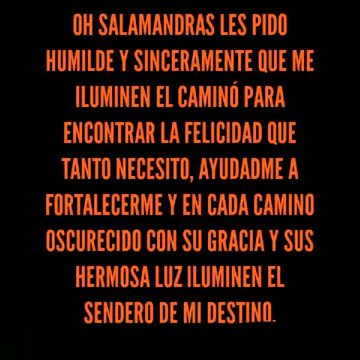 OH SALAMANDRAS LES PIDO
HUMILDE Y SINCERAMENTE QUE ME
ILUMINEN EL CAMINÓ PARA
ENCONTRAR LA FELICIDAD QUE
TANTO NECESITO, AYUDADME A
FORTALECERME Y EN CADA CAMINO
OSCURECIDO CON SU GRACIA Y SUS
HERMOSA LUZ ILUMINEN EL
SENDERO DE MI DESTINO.